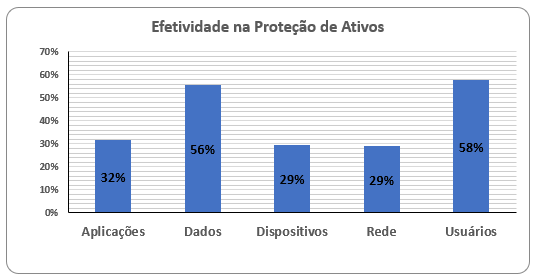 Efetividade na Proteção de Ativos
70%
60%
50%
40%
30%
20%
10%
0%
32%
56%
29%
29%
58%
Aplicações
Dados
Dispositivos
Rede
Usuários